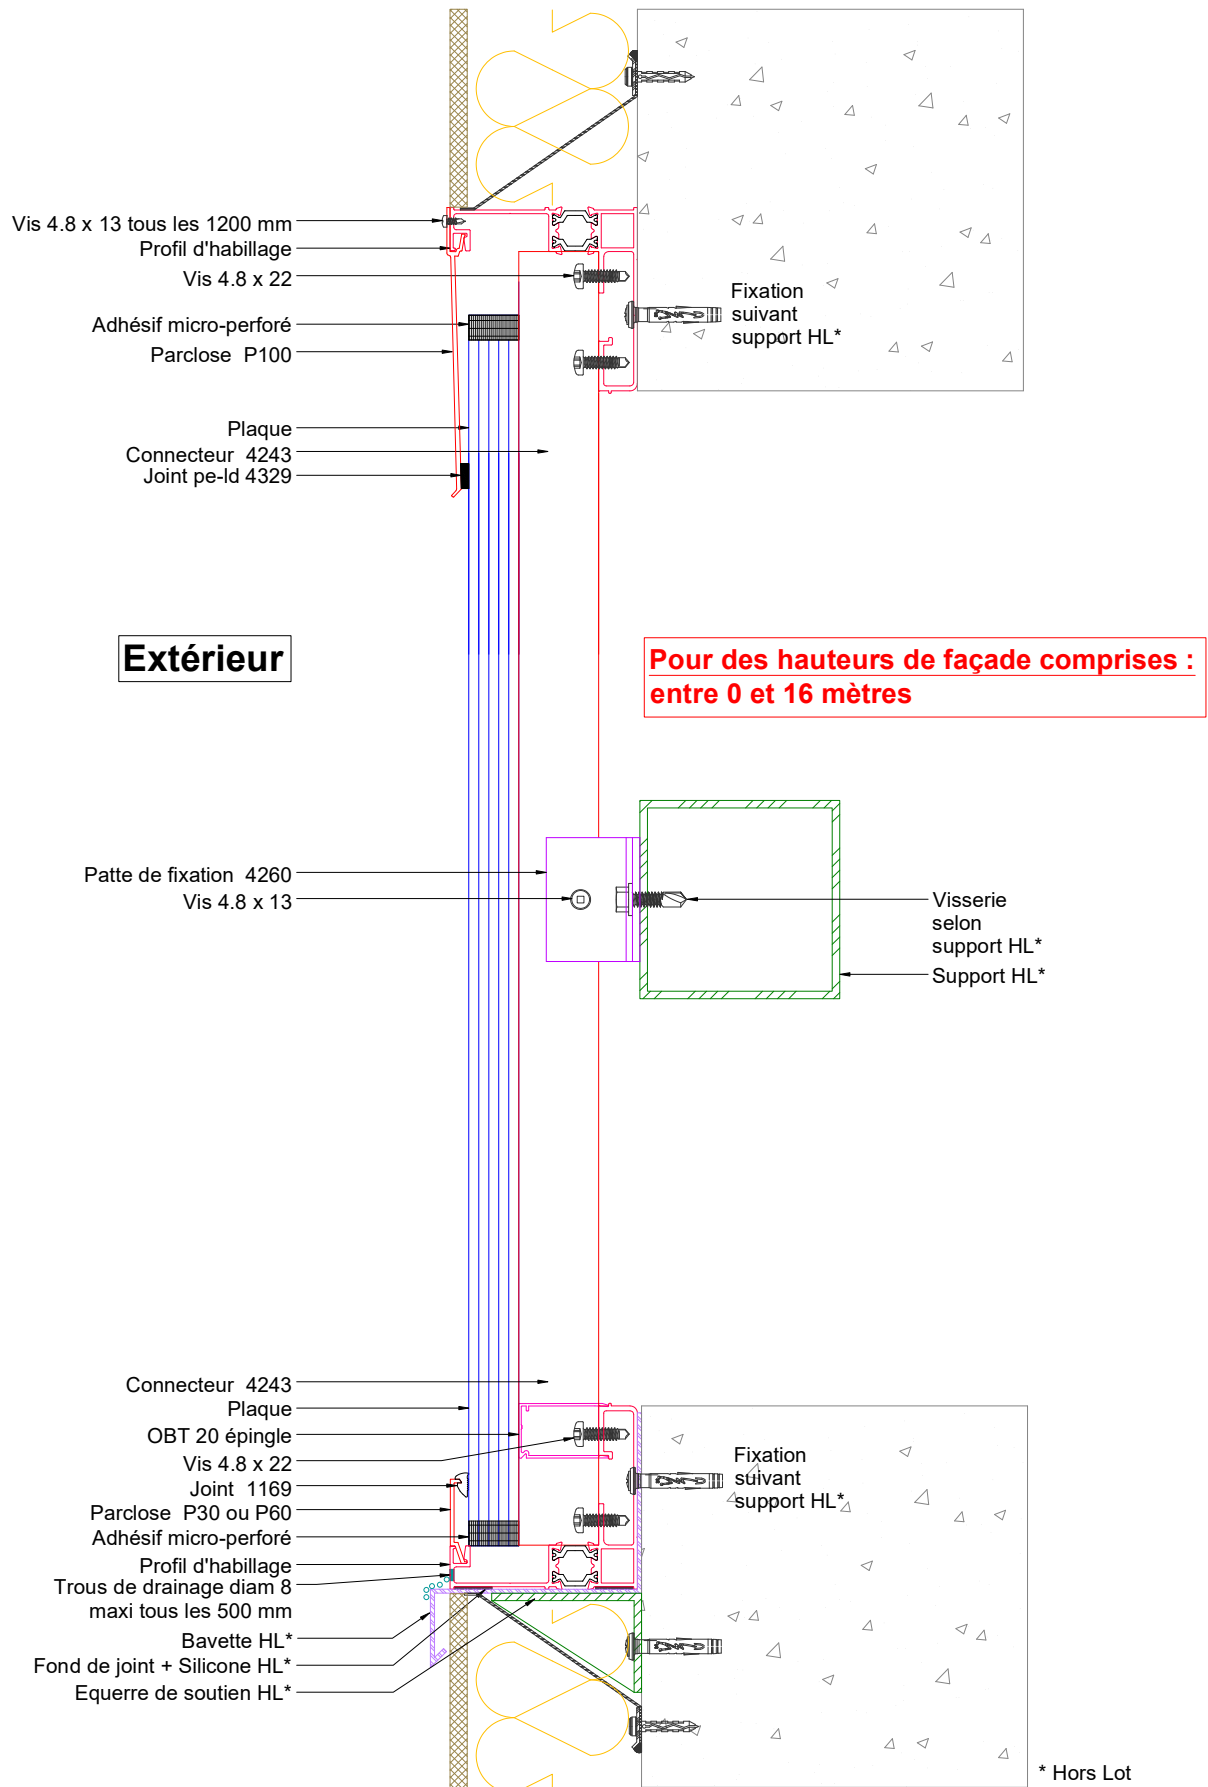 Vis 4.8 x 13 tous les 1200 mm
Profil d'habillage
Vis 4.8 x 22
Adhésif micro-perforé
Parclose P100
Fixation
suivant
support HL*
Plaque
Connecteur 4243
Joint pe-ld 4329
Extérieur
Pour des hauteurs de façade comprises :
entre 0 et 16 mètres
Patte de fixation 4260
Vis 4.8 x 13
Visserie
selon
support HL*
Support HL*
Connecteur 4243
Plaque
OBT 20 épingle
Vis 4.8 x 22
Joint 1169
Parclose P30 ou P60
Adhésif micro-perforé
Profil d'habillage
Trous de drainage diam 8
maxi tous les 500 mm
Bavette HL*
Fond de joint + Silicone HL*
Equerre de soutien HL*
Fixation
suivant
support HL*
* Hors Lot